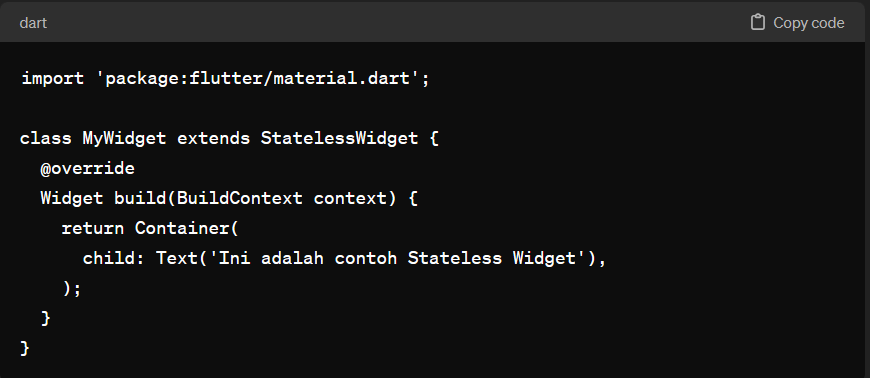 dart
Copy code
import 'package:flutter/material.dart';
class MyWidget extends StatelessWidget {
  @override
  Widget build(BuildContext context) {
    return Container(
      child: Text('Ini adalah contoh Stateless Widget'),
    );
  }
}